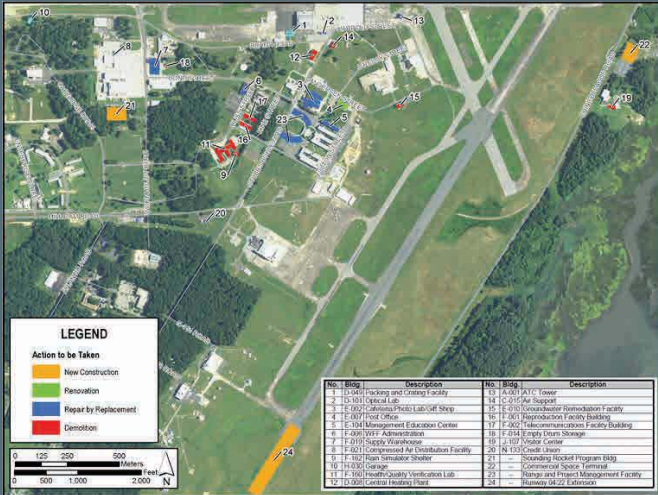 10
1
2
14
13
12
8
7
18
6
3
4
5
22
21
17
23
16
15
19
11
9
20
24
LEGEND
Action to be Taken
New Construction
Renovation
Repair by Replacement
Demolition
0 125 250 500
Meters
Feet
0 500 1,000 2,000
N
No. Bldg. Description No. Bldg. Description
1 D-049 Packing and Crating Facility 13 A-001 ATC Tower
2 D-101 Optical Lab 14 C-015 Air Support
3 E-002 Cafeteria/Photo Lab/Gift Shop 15 E-010 Groundwater Remediation Facility
4 E-007 Post Office 16 F-001 Reproduction Facility Building
5 E-104 Management Education Center 17 F-002 Telecommunications Facility Building
6 F-006 WFF Administration 18 F-014 Empty Drum Storage
7 F-019 Supply Warehouse 19 J-107 Visitor Center
8 F-021 Compressed Air Distribution Facility 20 N-133 Credit Union
9 F-162 Rain Simulator Shelter 21 -- Sounding Rocket Program Bldg
10 H-030 Garage 22 -- Commercial Space Terminal
11 F-160 Health/Quality Verification Lab 23 -- Range and Project Management Facility
12 D-008 Central Heating Plant 24 -- Runway 04/22 Extension